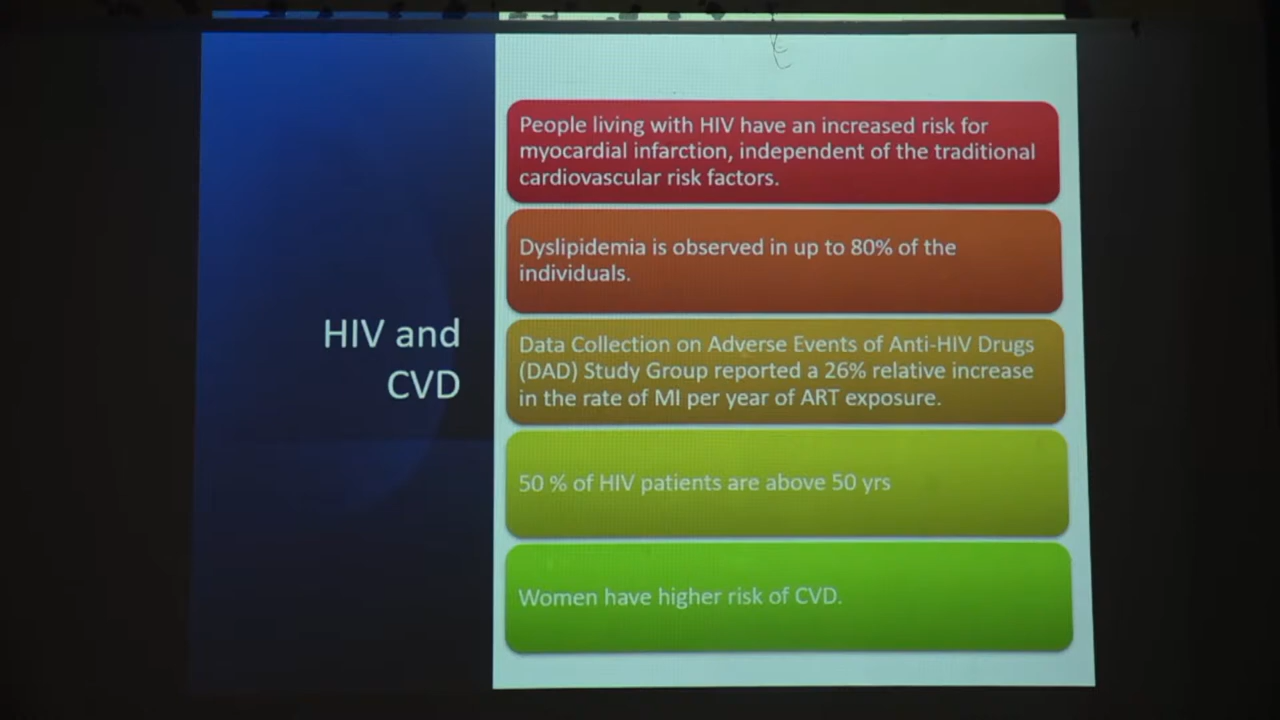 HIV and
CVD
People living with HIV have an increased risk for
myocardial infarction, independent of the traditional
cardiovascular risk factors.
Dyslipidemia is observed in up to 80% of the
individuals.
Data Collection on Adverse Events of Anti-HIV Drugs
(DAD) Study Group reported a 26% relative increase
in the rate of MI per year of ART exposure.
50 % of HIV patients are above 50 yrs
Women have higher risk of CVD.